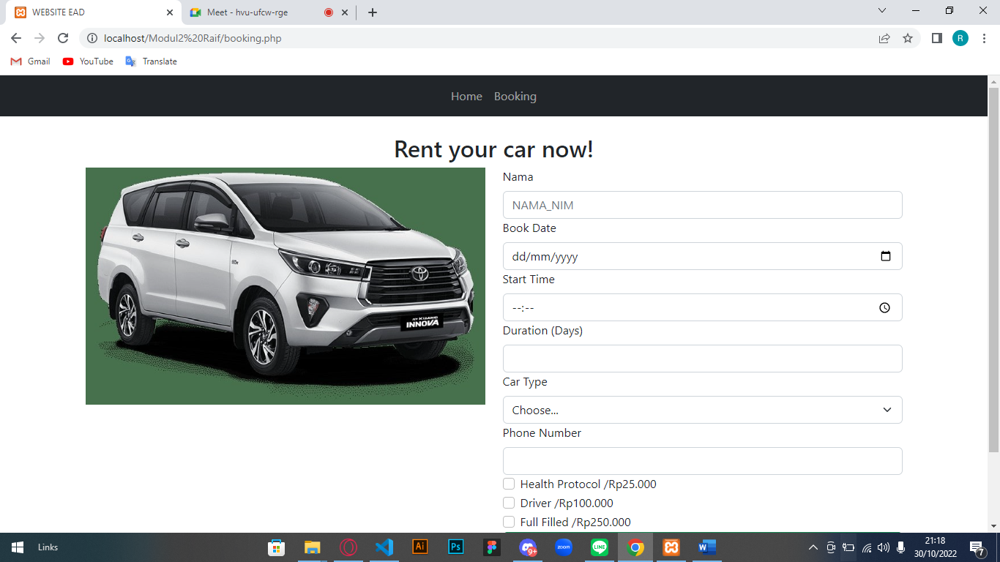 WEBSITE EAD
Meet - hvu-ufcw-rge
localhost/Modul2%20Raif/booking.php
R
Gmail
YouTube
Translate
Home
Booking
Rent your car now!
INNOVA
Nama
NAMA_NIM
Book Date
dd/mm/yyyy
Start Time
--:--
Duration (Days)
Car Type
Choose...
Phone Number
Health Protocol /Rp25.000
Driver /Rp100.000
Full Filled /Rp250.000
Links
Ai
Ps
9+
zoom
LINE
W
21:18
30/10/2022
7